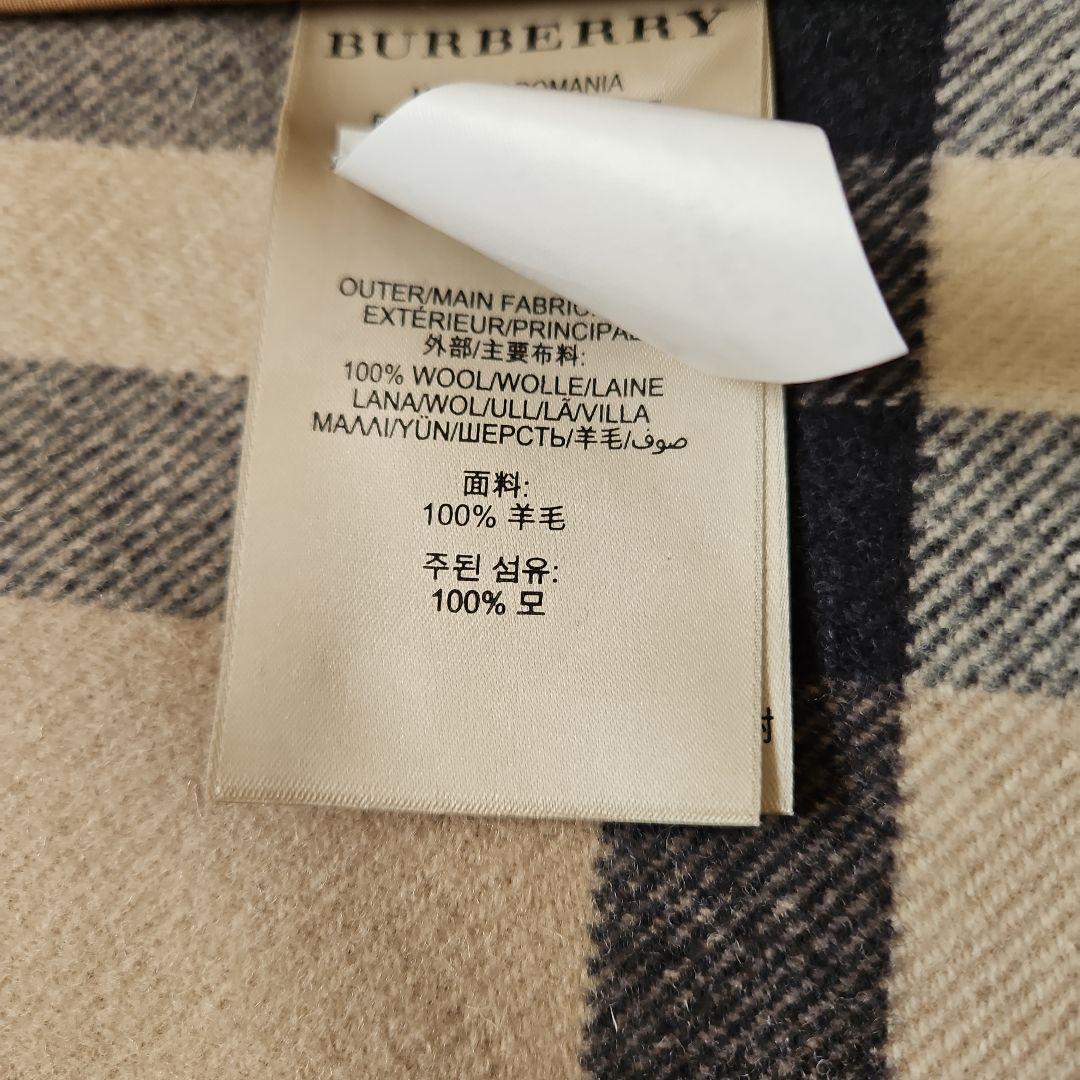 BURBERRY
ROMANIA
OUTER/MAIN FABRIC
EXTÉRIEUR/PRINCIPAL
外部/主要布料:
100% WOOL/WOLLE/LAINE
LANA/WOL/ULL/LÃ/VILLA
ΜΑΛΛΙ/YÜN/ШЕРСТЬ/羊毛/صوف
面料:
100% 羊毛
주된 섬유:
100% 모